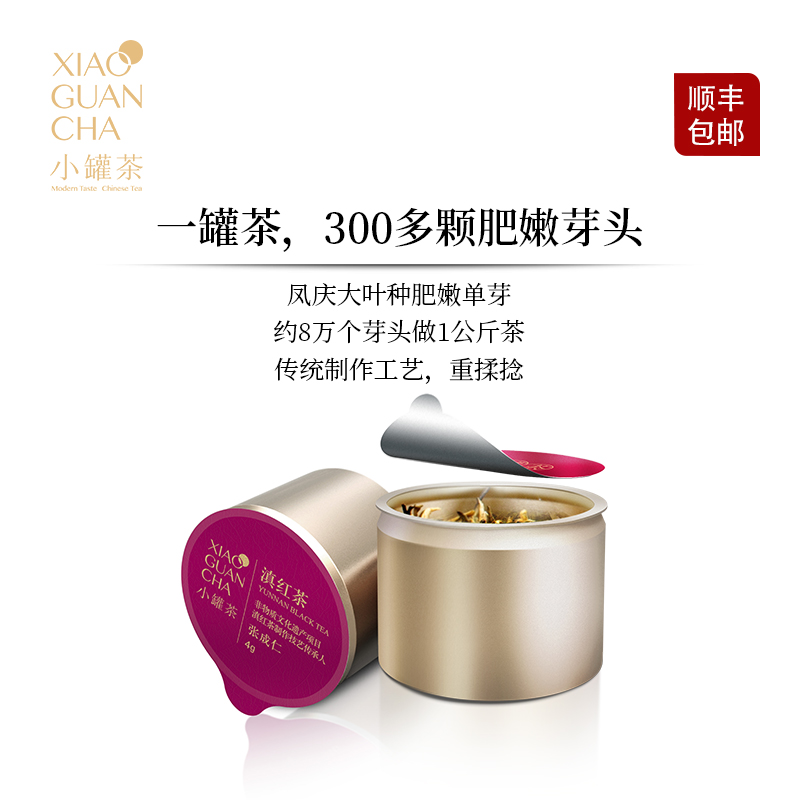 XIAO
GUAN
CHA
小罐茶
Modern Taste Chinese Tea
顺丰
包邮
一罐茶，300多颗肥嫩芽头
凤庆大叶种肥嫩单芽
约8万个芽头做1公斤茶
传统制作工艺，重揉捻
XIAO
GUAN
CHA
小罐茶
滇红茶
YUNNAN BLACK TEA
非物质文化遗产项目
滇红茶制作技艺传承人
张成仁
4g